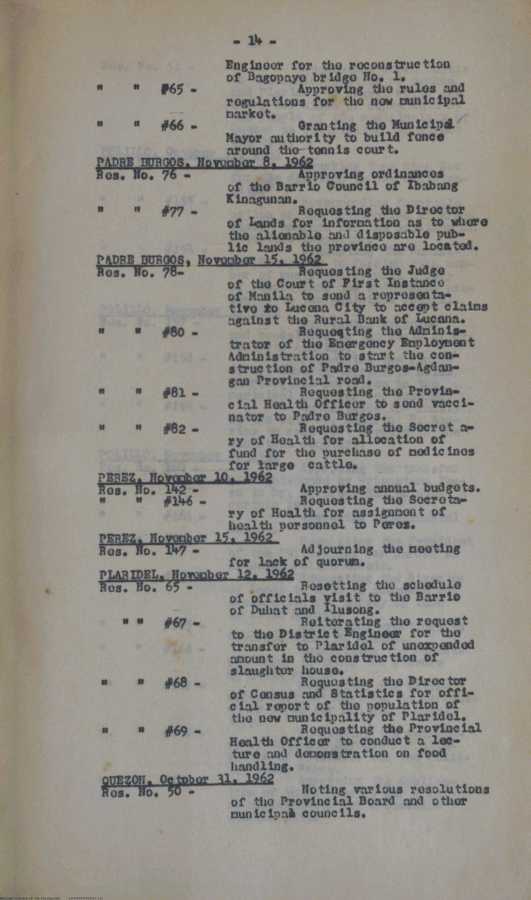 - 14 -
Engineer for the reconstruction
of Bagopayo bridge No. 1.
" " #65 - Approving the rules and
regulations for the new municipal
market.
" " #66 - Granting the Municipal
Mayor authority to build fence
around the tennis court.
PADRE BURGOS, November 8, 1962
Res. No. 76 - Approving ordinances
of the Barrio Council of Ibabang
Kinagunan.
" " #77 - Requesting the Director
of Lands for information as to where
the alienable and disposable pub-
lic lands the province are located.
PADRE BURGOS, November 15, 1962
Res. No. 78- Requesting the Judge
of the Court of First Instance
of Manila to send a representa-
tive to Lucena City to accept claims
against the Rural Bank of Lucena.
" " #80 - Requeqting the Adminis-
trator of the Emergency Employment
Administration to start the con-
struction of Padre Burgos-Agdan-
gan Provincial road.
" " #81 - Requesting the Provin-
cial Health Officer to send vacci-
nator to Padre Burgos.
" " #82 - Requesting the Secret a-
ry of Health for allocation of
fund for the purchase of medicines
for large cattle.
PEREZ, November 10, 1962
Res. No. 142 - Approving annual budgets.
" " #146 - Requesting the Secreta-
ry of Health for assignment of
health personnel to Perez.
PEREZ, November 15, 1962
Res. No. 147 - Adjourning the meeting
for lack of quorum.
PLARIDEL, November 12, 1962
Res. No. 65 - Resetting the schedule
of officials visit to the Barrio
of Duhat and Ilusong.
" " #67 - Reiterating the request
to the District Engineer for the
transfer to Plaridel of unexpended
amount in the construction of
slaughter house.
" " #68 - Requesting the Director
of Census and Statistics for offi-
cial report of the population of
the new municipality of Plaridel.
" " #69 - Requesting the Provincial
Health Officer to conduct a lec-
ture and demonstration on food
handling.
QUEZON, October 31, 1962
Res. No. 50 - Noting various resolutions
of the Provincial Board and other
municipal councils.